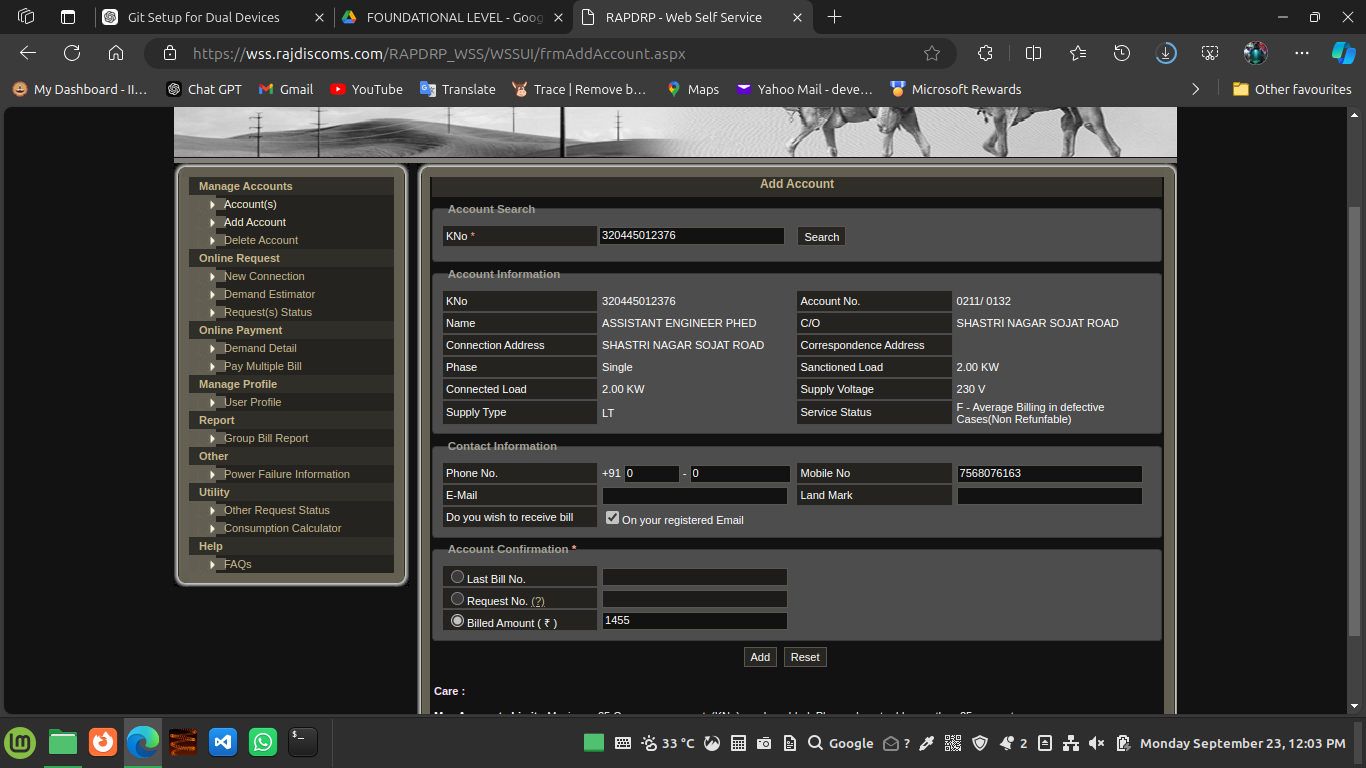 Git Setup for Dual Devices
FOUNDATIONAL LEVEL - Goog
RAPDRP - Web Self Service
https://wss.rajdiscoms.com/RAPDRP_WSS/WSSUI/frmAddAccount.aspx
My Dashboard - II...
Chat GPT
Gmail
YouTube
Translate
Trace | Remove b...
Maps
Yahoo Mail - deve...
Microsoft Rewards
Other favourites
Manage Accounts
Account(s)
Add Account
Delete Account
Online Request
New Connection
Demand Estimator
Request(s) Status
Online Payment
Demand Detail
Pay Multiple Bill
Manage Profile
User Profile
Report
Group Bill Report
Other
Power Failure Information
Utility
Other Request Status
Consumption Calculator
Help
FAQs
Add Account
Account Search
KNo * 320445012376 Search
Account Information
KNo 320445012376 Account No. 0211/ 0132
Name ASSISTANT ENGINEER PHED C/O SHASTRI NAGAR SOJAT ROAD
Connection Address SHASTRI NAGAR SOJAT ROAD Correspondence Address
Phase Single Sanctioned Load 2.00 KW
Connected Load 2.00 KW Supply Voltage 230 V
Supply Type LT Service Status F - Average Billing in defective
Cases(Non Refunfable)
Contact Information
Phone No. +91 0 - 0 Mobile No 7568076163
E-Mail Land Mark
Do you wish to receive bill On your registered Email
Account Confirmation *
Last Bill No.
Request No. (?)
Billed Amount ( ₹ ) 1455
Add Reset
Care :
33 °C
Google
?
2
Monday September 23, 12:03 PM